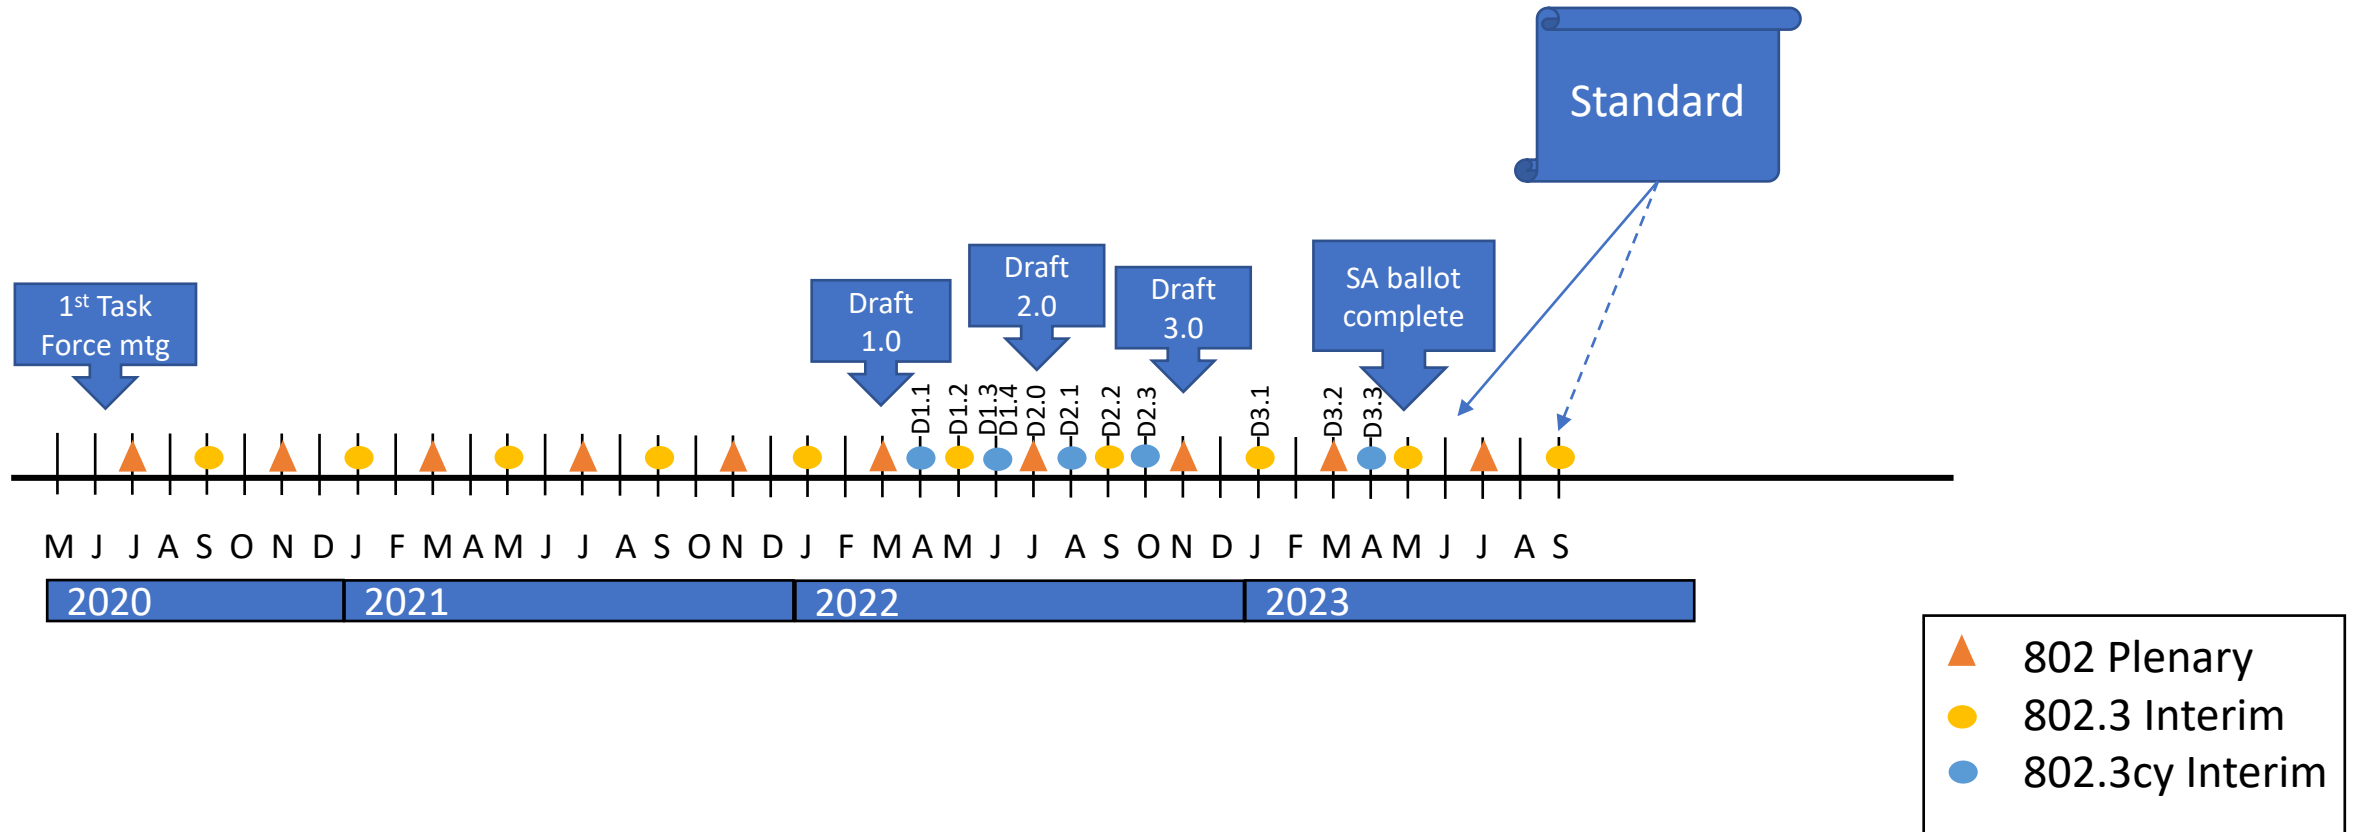 Standard
1st Task
Force mtg
Draft
1.0
Draft
2.0
Draft
3.0
SA ballot
complete
D1.1
D1.2
D1.3
D1.4
D2.0
D2.1
D2.2
D2.3
D3.1
D3.2
D3.3
M J J A S O N D J F M A M J J A S O N D J F M A M J J A S O N D J F M A M J J A S
2020 2021 2022 2023
802 Plenary
802.3 Interim
802.3cy Interim